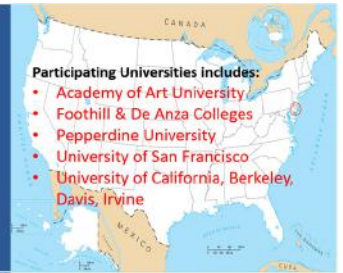 CANADA
Participating Universities includes:
• Academy of Art University
• Foothill & De Anza Colleges
• Pepperdine University
• University of San Francisco
• University of California, Berkeley,
Davis, Irvine
MEXICO
CUBA